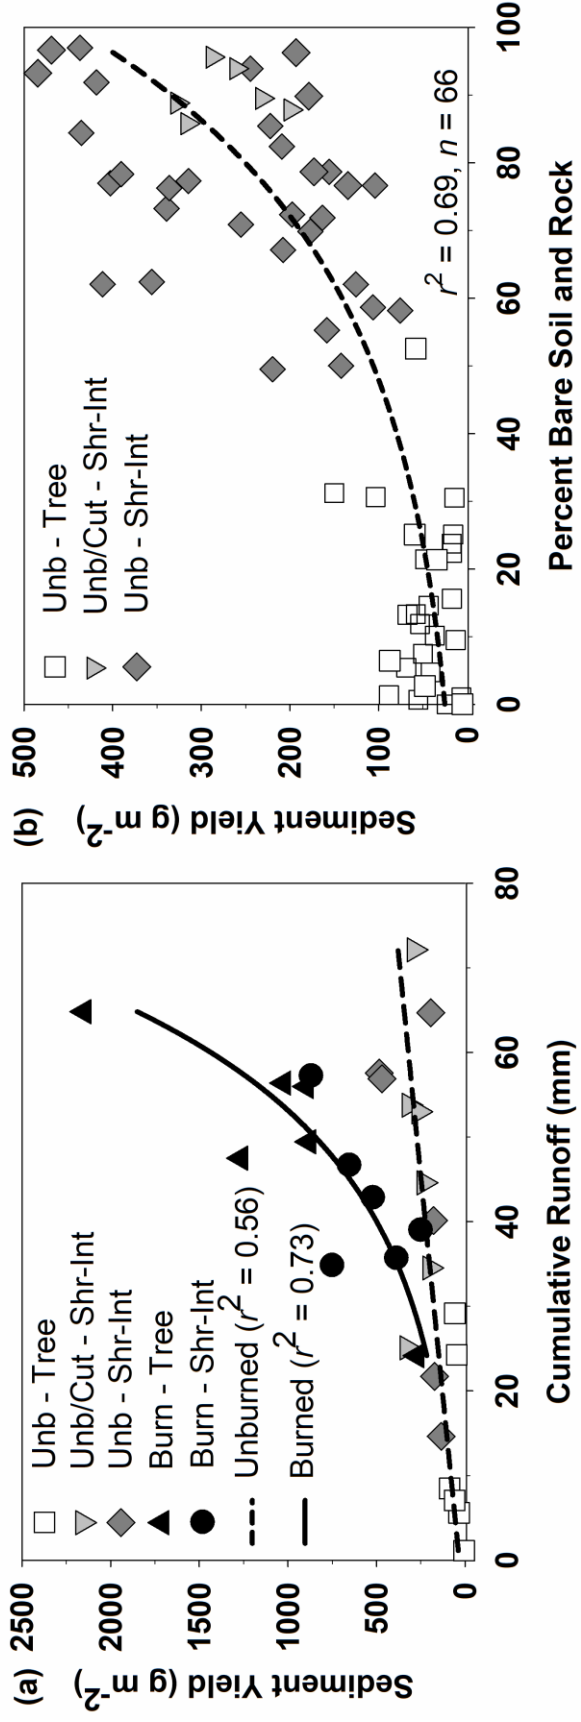 (a)
Sediment Yield (g m-2)
2500
2000
1500
1000
500
0
Unb - Tree
Unb/Cut - Shr-Int
Unb - Shr-Int
Burn - Tree
Burn - Shr-Int
Unburned (r2 = 0.56)
Burned (r2 = 0.73)
0 20 40 60 80
Cumulative Runoff (mm)
(b)
Sediment Yield (g m-2)
500
400
300
200
100
0
Unb - Tree
Unb/Cut - Shr-Int
Unb - Shr-Int
r2 = 0.69, n = 66
0 20 40 60 80 100
Percent Bare Soil and Rock